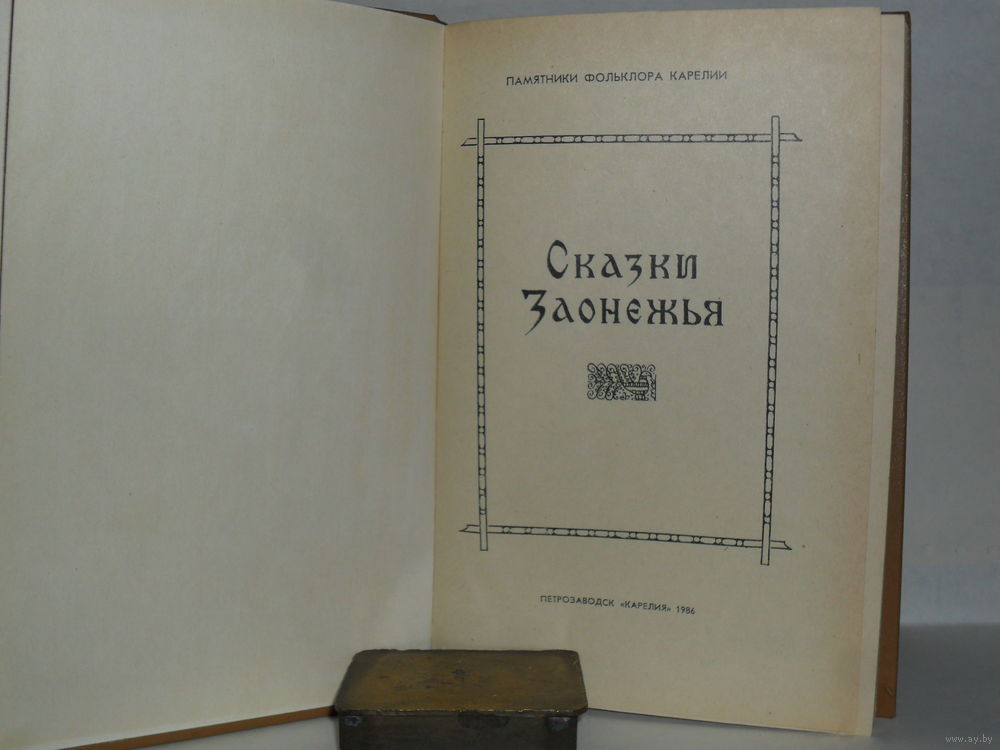 ПАМЯТНИКИ ФОЛЬКЛОРА КАРЕЛИИ
Сказки
Заонежья
ПЕТРОЗАВОДСК «КАРЕЛИЯ» 1986
www.ay.by